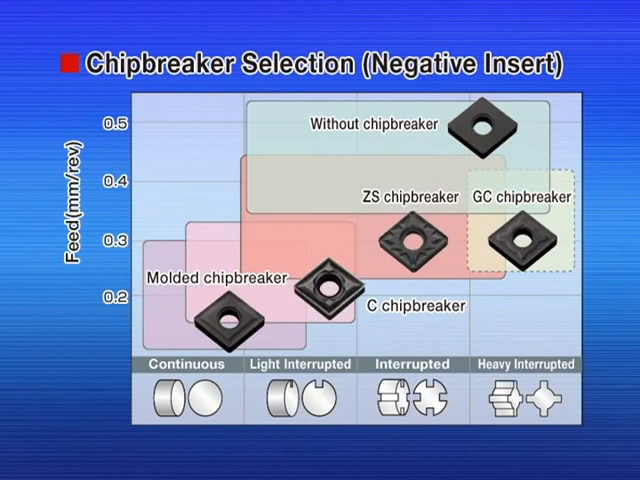 Chipbreaker Selection (Negative Insert)
Feed(mm/rev)
0.5
0.4
0.3
0.2
Without chipbreaker
ZS chipbreaker
GC chipbreaker
Molded chipbreaker
C chipbreaker
Continuous
Light Interrupted
Interrupted
Heavy Interrupted